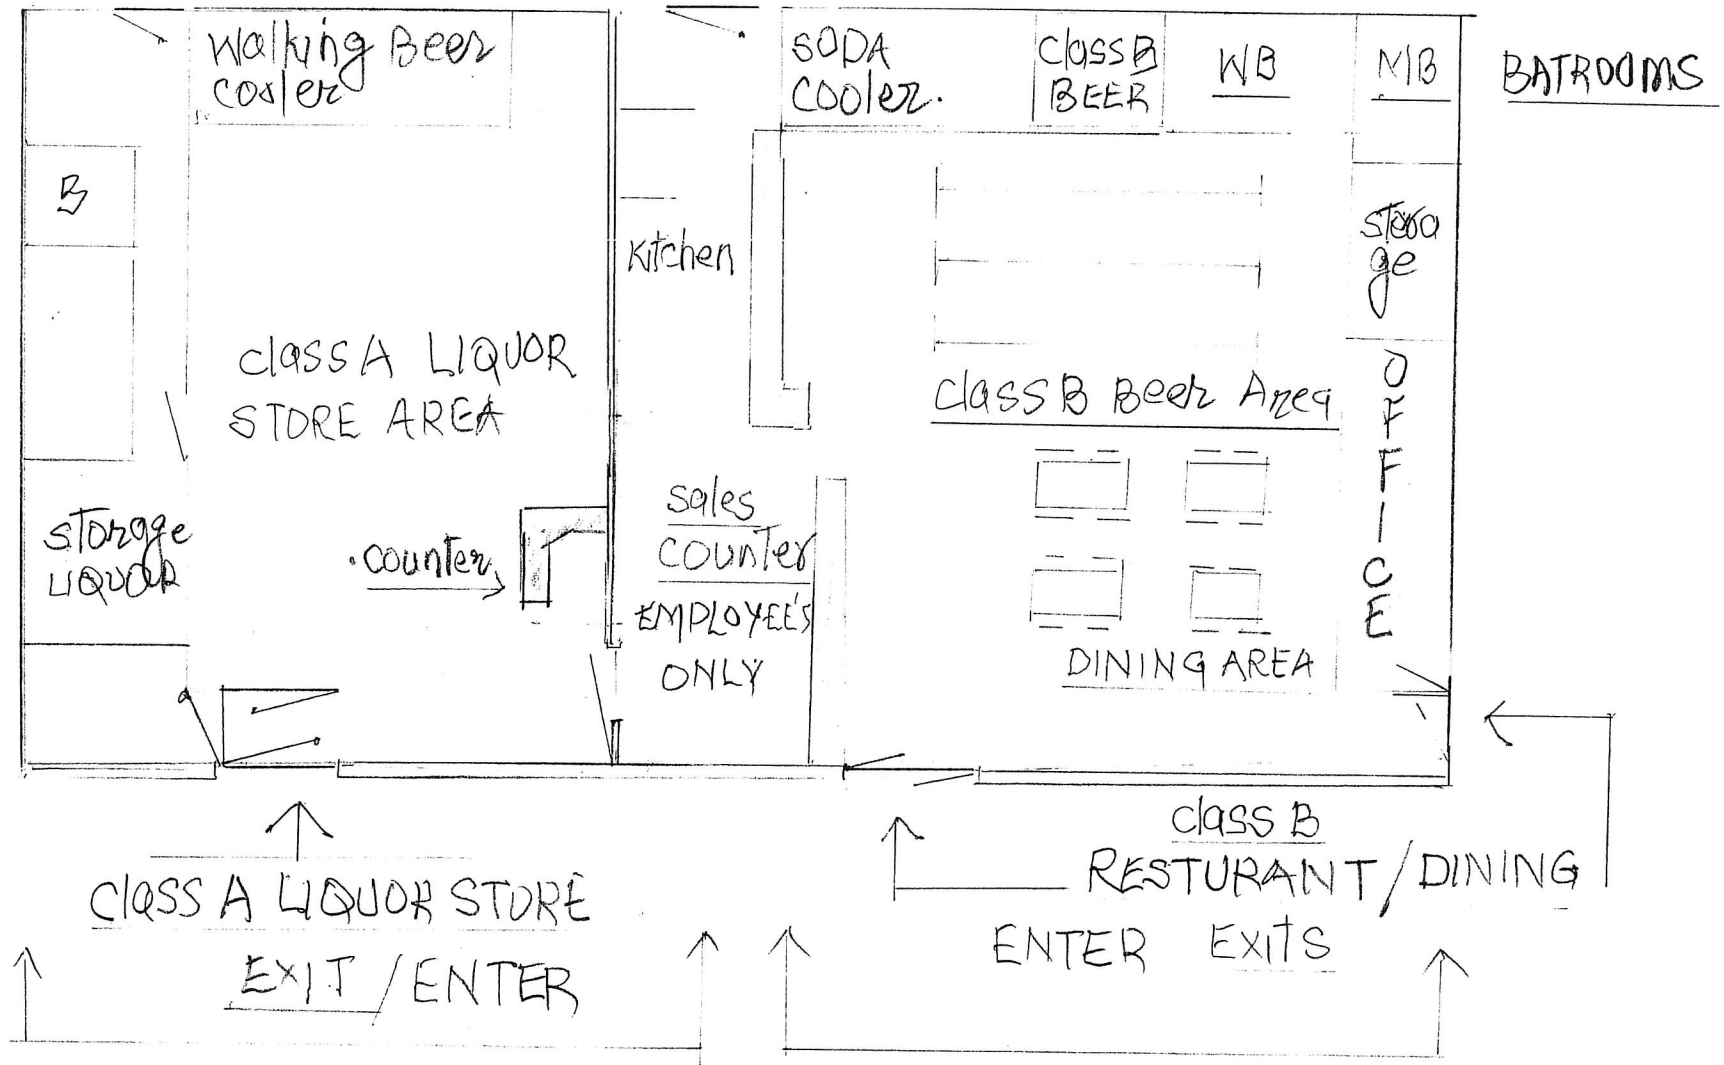 Walking Beer
Cooler
SODA
Cooler.
Class B
BEER
WB
MB
BATROOMS
B
Kitchen
Stora
ge
Class A LIQUOR
STORE AREA
Class B Beer Area
OFFICE
Storage
LIQUOR
.Counter
Sales
Counter
EMPLOYEE'S
ONLY
DINING AREA
Class B
RESTURANT / DINING
ENTER EXITS
Class A LIQUOR STORE
EXIT / ENTER